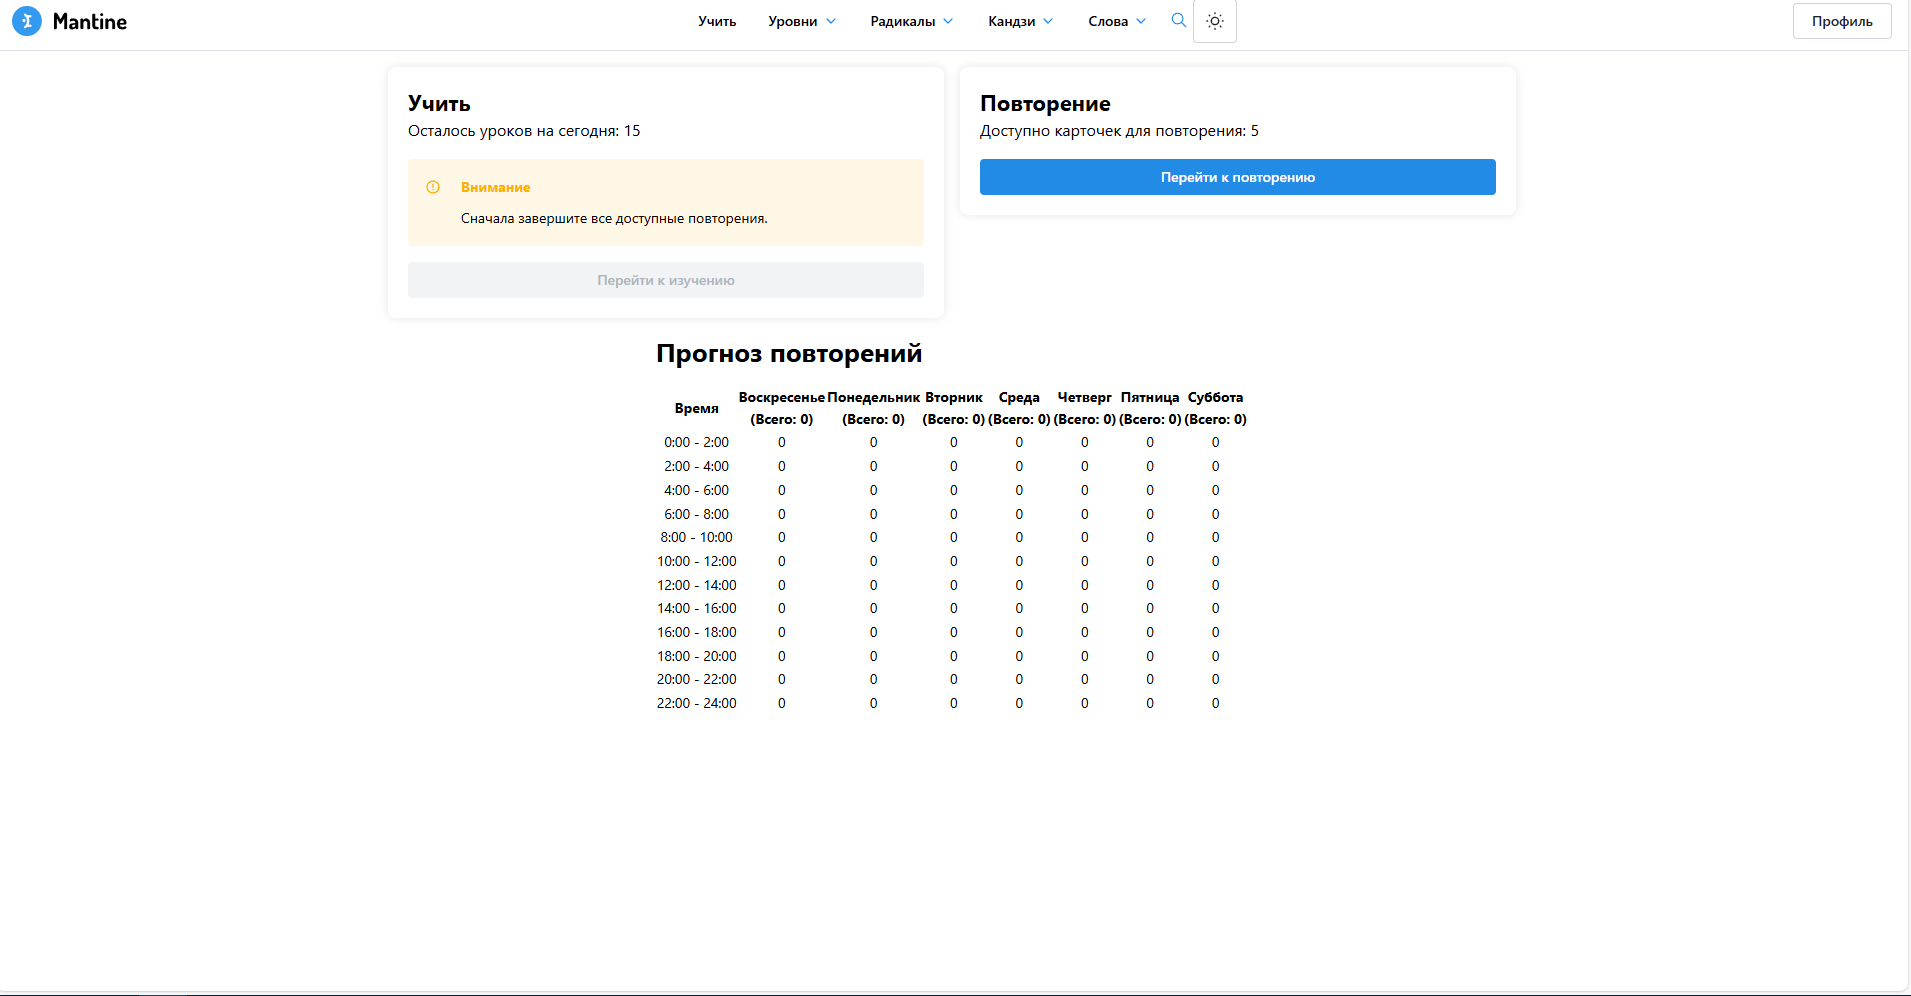 Mantine
Учить Уровни Радикалы Кандзи Слова
Профиль
Учить
Осталось уроков на сегодня: 15
Внимание
Сначала завершите все доступные повторения.
Перейти к изучению
Повторение
Доступно карточек для повторения: 5
Перейти к повторению
Прогноз повторений
Время Воскресенье (Всего: 0) Понедельник (Всего: 0) Вторник (Всего: 0) Среда (Всего: 0) Четверг (Всего: 0) Пятница (Всего: 0) Суббота (Всего: 0)
0:00 - 2:00 0 0 0 0 0 0 0
2:00 - 4:00 0 0 0 0 0 0 0
4:00 - 6:00 0 0 0 0 0 0 0
6:00 - 8:00 0 0 0 0 0 0 0
8:00 - 10:00 0 0 0 0 0 0 0
10:00 - 12:00 0 0 0 0 0 0 0
12:00 - 14:00 0 0 0 0 0 0 0
14:00 - 16:00 0 0 0 0 0 0 0
16:00 - 18:00 0 0 0 0 0 0 0
18:00 - 20:00 0 0 0 0 0 0 0
20:00 - 22:00 0 0 0 0 0 0 0
22:00 - 24:00 0 0 0 0 0 0 0